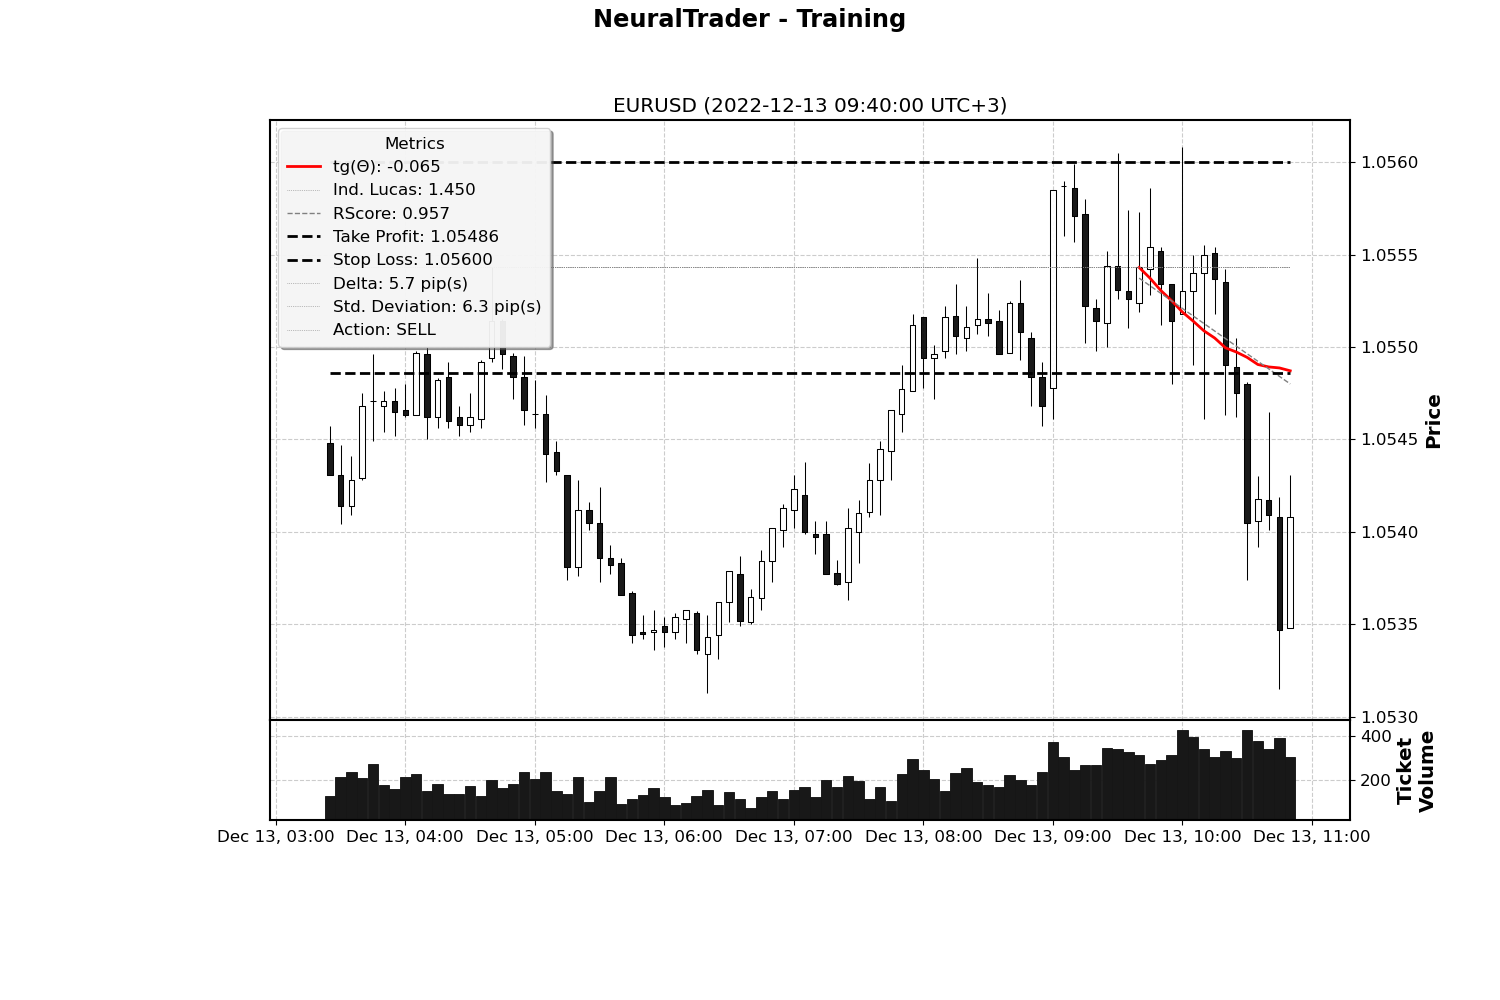 NeuralTrader - Training
EURUSD (2022-12-13 09:40:00 UTC+3)
Metrics
tg(Θ): -0.065
Ind. Lucas: 1.450
RScore: 0.957
Take Profit: 1.05486
Stop Loss: 1.05600
Delta: 5.7 pip(s)
Std. Deviation: 6.3 pip(s)
Action: SELL
1.0560
1.0555
1.0550
1.0545
1.0540
1.0535
1.0530
Price
400
200
Ticket
Volume
Dec 13, 03:00 Dec 13, 04:00 Dec 13, 05:00 Dec 13, 06:00 Dec 13, 07:00 Dec 13, 08:00 Dec 13, 09:00 Dec 13, 10:00 Dec 13, 11:00